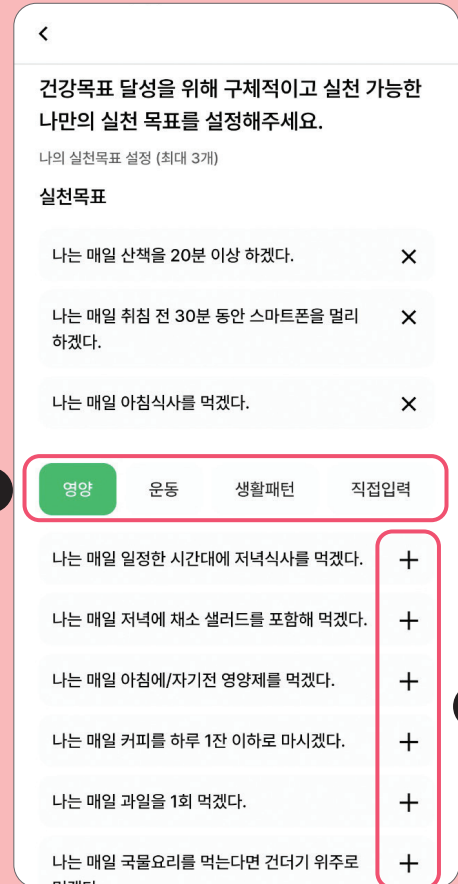 건강목표 달성을 위해 구체적이고 실천 가능한
나만의 실천 목표를 설정해주세요.
나의 실천목표 설정 (최대 3개)
실천목표
나는 매일 산책을 20분 이상 하겠다.
나는 매일 취침 전 30분 동안 스마트폰을 멀리
하겠다.
나는 매일 아침식사를 먹겠다.
영양 운동 생활패턴 직접입력
나는 매일 일정한 시간대에 저녁식사를 먹겠다.
나는 매일 저녁에 채소 샐러드를 포함해 먹겠다.
나는 매일 아침에/자기전 영양제를 먹겠다.
나는 매일 커피를 하루 1잔 이하로 마시겠다.
나는 매일 과일을 1회 먹겠다.
나는 매일 국물요리를 먹는다면 건더기 위주로